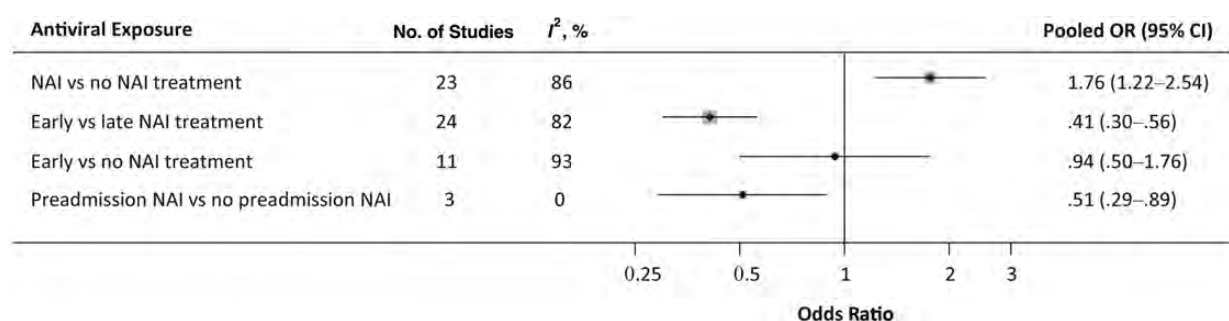 Antiviral Exposure No. of Studies I², % Pooled OR (95% CI)
NAI vs no NAI treatment 23 86 1.76 (1.22–2.54)
Early vs late NAI treatment 24 82 .41 (.30–.56)
Early vs no NAI treatment 11 93 .94 (.50–1.76)
Preadmission NAI vs no preadmission NAI 3 0 .51 (.29–.89)
0.25 0.5 1 2 3
Odds Ratio